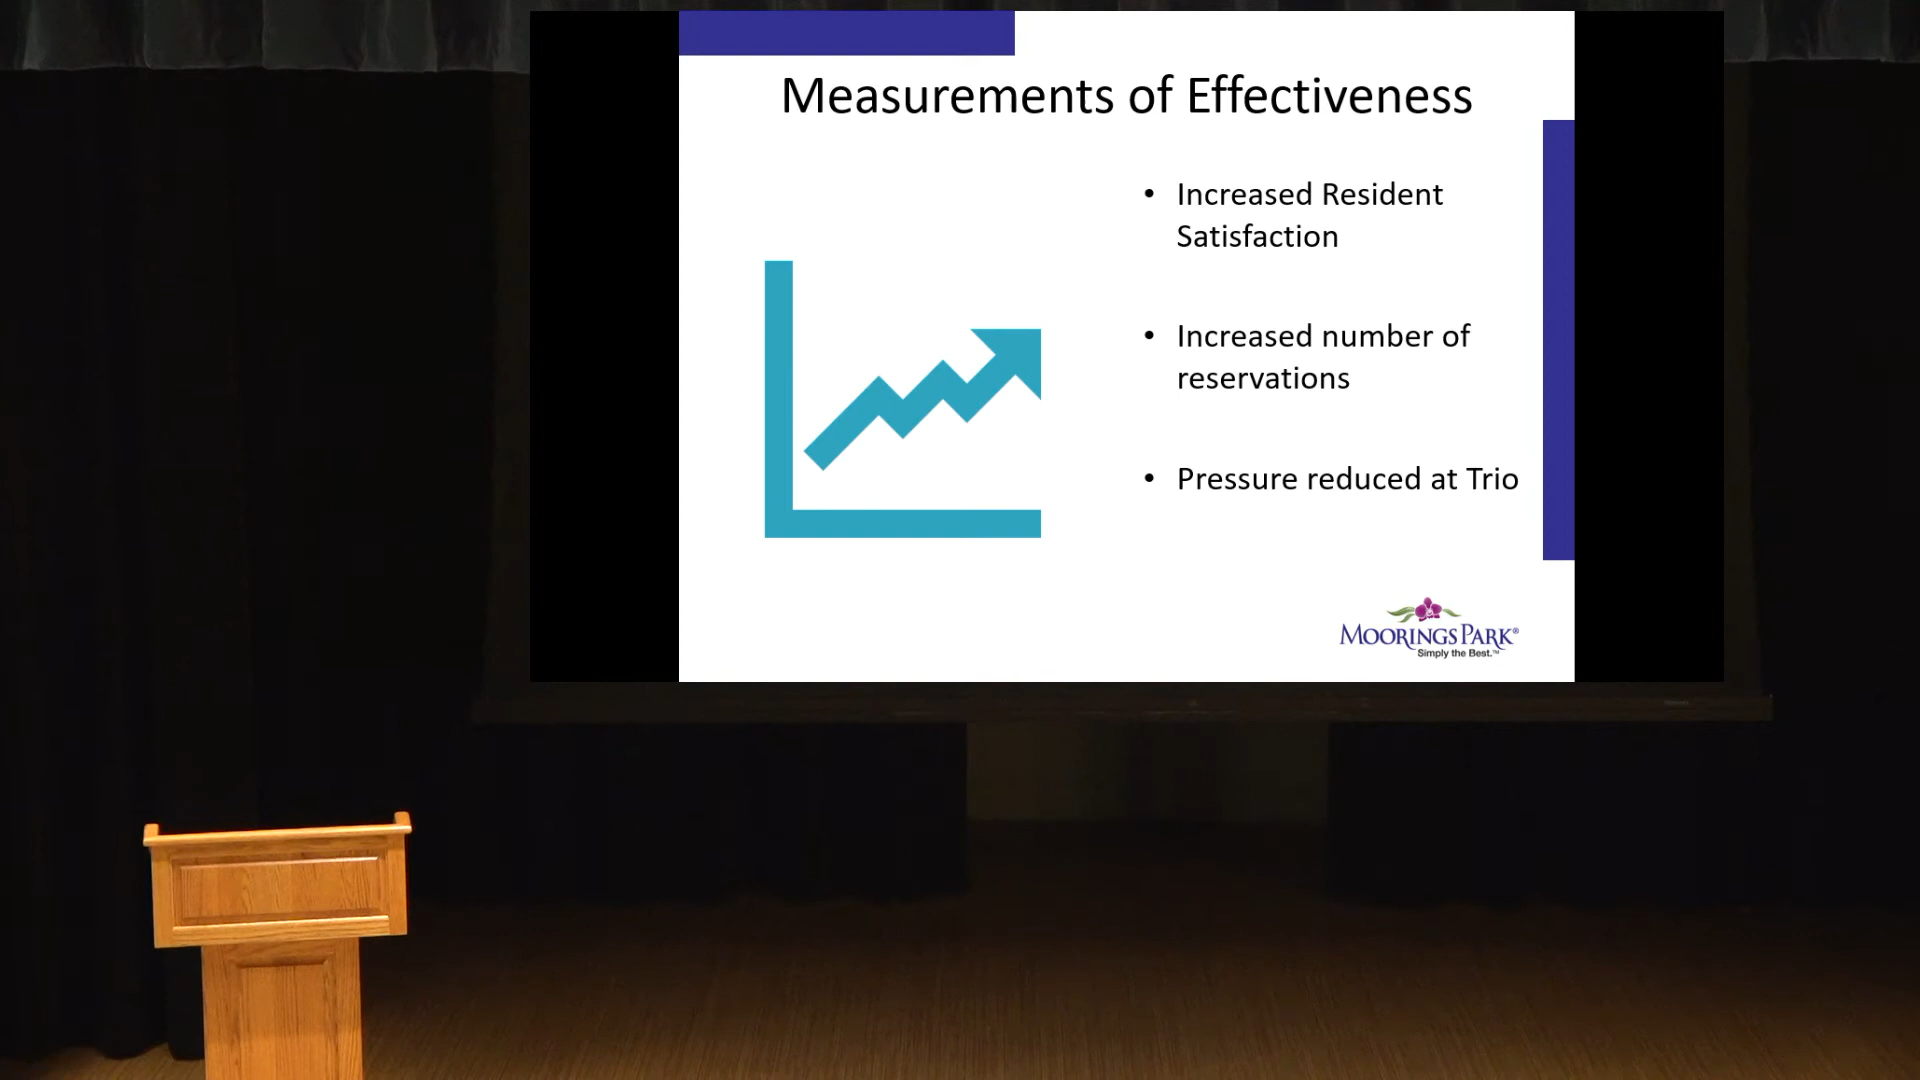 Measurements of Effectiveness
• Increased Resident
Satisfaction
• Increased number of
reservations
• Pressure reduced at Trio
MOORINGS PARK®
Simply the Best.™